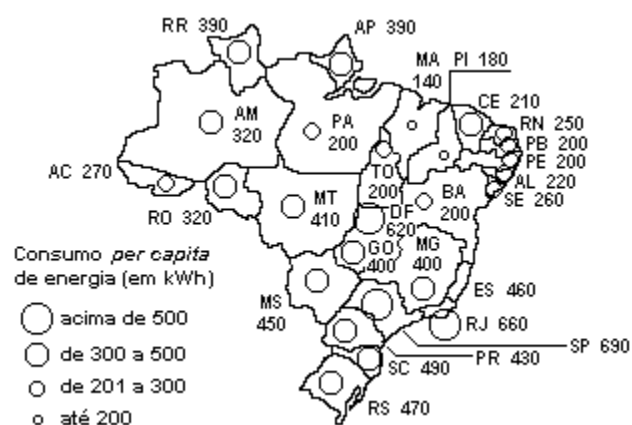 RR 390
AP 390
MA
140
PI 180
CE 210
RN 250
PB 200
PE 200
AL 220
SE 260
AM
320
PA
200
AC 270
RO 320
TO
200
MT
410
BA
200
DF
620
GO
400
MG
400
MS
450
ES 460
RJ 660
SP 690
PR 430
SC 490
RS 470
Consumo per capita
de energia (em kWh)
acima de 500
de 300 a 500
de 201 a 300
até 200